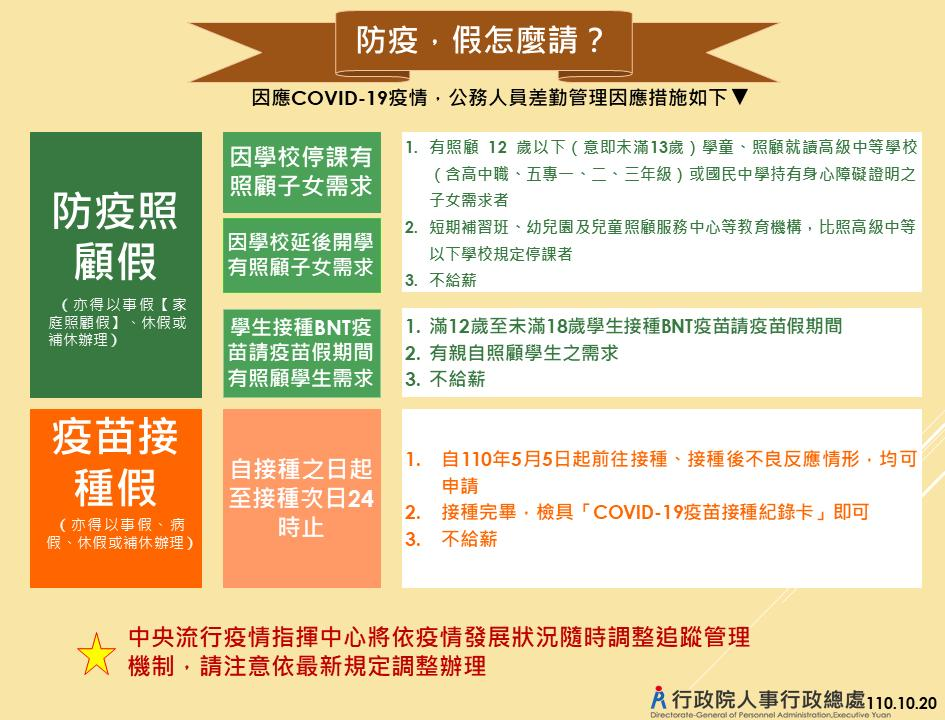 防疫，假怎麼請？
因應COVID-19疫情，公務人員差勤管理因應措施如下▼
防疫照
顧假
（亦得以事假【家
庭照顧假】、休假或
補休辦理）
因學校停課有
照顧子女需求
因學校延後開學
有照顧子女需求
1. 有照顧 12 歲以下（意即未滿13歲）學童、照顧就讀高級中等學校
（含高中職、五專一、二、三年級）或國民中學持有身心障礙證明之
子女需求者
2. 短期補習班、幼兒園及兒童照顧服務中心等教育機構，比照高級中等
以下學校規定停課者
3. 不給薪
學生接種BNT疫
苗請疫苗假期間
有照顧學生需求
1. 滿12歲至未滿18歲學生接種BNT疫苗請疫苗假期間
2. 有親自照顧學生之需求
3. 不給薪
疫苗接
種假
（亦得以事假、病
假、休假或補休辦理）
自接種之日起
至接種次日24
時止
1. 自110年5月5日起前往接種、接種後不良反應情形，均可
申請
2. 接種完畢，檢具「COVID-19疫苗接種紀錄卡」即可
3. 不給薪
中央流行疫情指揮中心將依疫情發展狀況隨時調整追蹤管理
機制，請注意依最新規定調整辦理
行政院人事行政總處110.10.20
Directorate-General of Personnel Administration,Executive Yuan